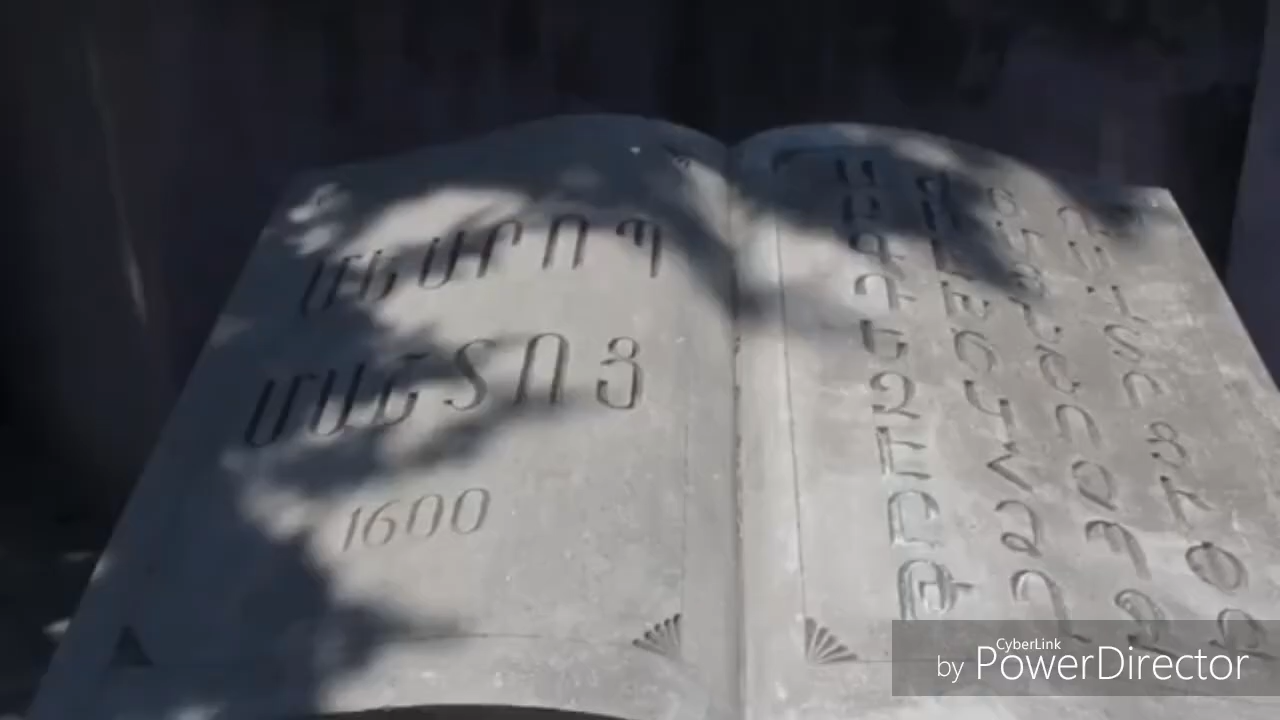 ՄԵՍՐՈՊ
ՄԱՇՏՈՑ
1600
Ա Ժ Ճ Ռ
Բ Ի Մ Ս
Գ Լ Յ Վ
Դ Խ Ն Տ
Ե Ծ Շ Ր
Զ Կ Ո Ց
Է Հ Չ Ւ
Ը Ձ Պ Փ
Թ Ղ Ջ Ք
CyberLink
by PowerDirector